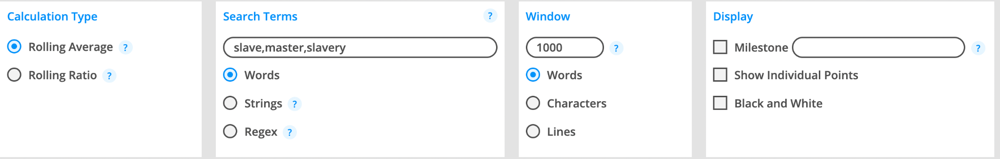 Calculation Type
Rolling Average ?
Rolling Ratio ?
Search Terms ?
slave,master,slavery
Words
Strings ?
Regex ?
Window
1000 ?
Words
Characters
Lines
Display
Milestone ?
Show Individual Points
Black and White